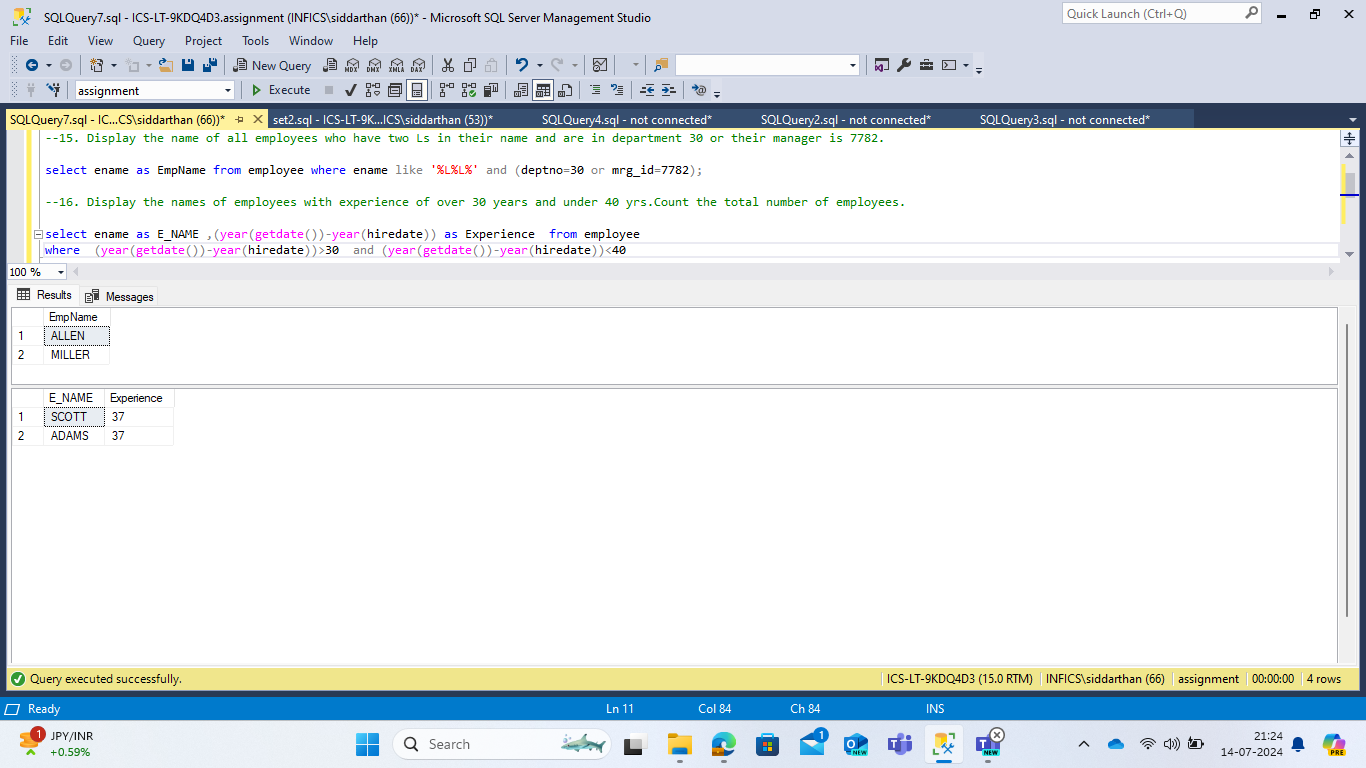 SQLQuery7.sql - ICS-LT-9KDQ4D3.assignment (INFICS\siddarthan (66))* - Microsoft SQL Server Management Studio
Quick Launch (Ctrl+Q)
File Edit View Query Project Tools Window Help
New Query MDX DMX XMLA DAX
assignment Execute
SQLQuery7.sql - IC...CS\siddarthan (66))* set2.sql - ICS-LT-9K...ICS\siddarthan (53))* SQLQuery4.sql - not connected* SQLQuery2.sql - not connected* SQLQuery3.sql - not connected*
--15. Display the name of all employees who have two Ls in their name and are in department 30 or their manager is 7782.
select ename as EmpName from employee where ename like '%L%L%' and (deptno=30 or mrg_id=7782);
--16. Display the names of employees with experience of over 30 years and under 40 yrs.Count the total number of employees.
select ename as E_NAME ,(year(getdate())-year(hiredate)) as Experience  from employee
where  (year(getdate())-year(hiredate))>30  and (year(getdate())-year(hiredate))<40
100 %
Results Messages
EmpName
1 ALLEN
2 MILLER
E_NAME Experience
1 SCOTT 37
2 ADAMS 37
Query executed successfully. ICS-LT-9KDQ4D3 (15.0 RTM) INFICS\siddarthan (66) assignment 00:00:00 4 rows
Ready Ln 11 Col 84 Ch 84 INS
1 JPY/INR
+0.59%
Search
1
NEW
NEW
21:24
14-07-2024
PRE